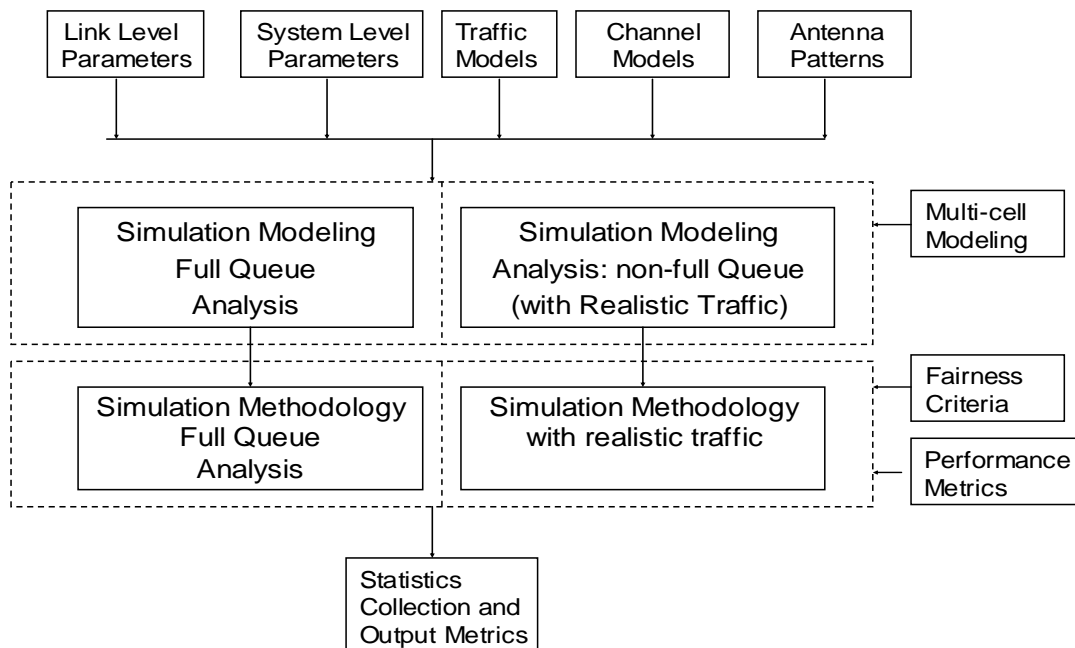 Link Level
Parameters
System Level
Parameters
Traffic
Models
Channel
Models
Antenna
Patterns
Simulation Modeling
Full Queue
Analysis
Simulation Modeling
Analysis: non-full Queue
(with Realistic Traffic)
Multi-cell
Modeling
Simulation Methodology
Full Queue
Analysis
Simulation Methodology
with realistic traffic
Fairness
Criteria
Performance
Metrics
Statistics
Collection and
Output Metrics